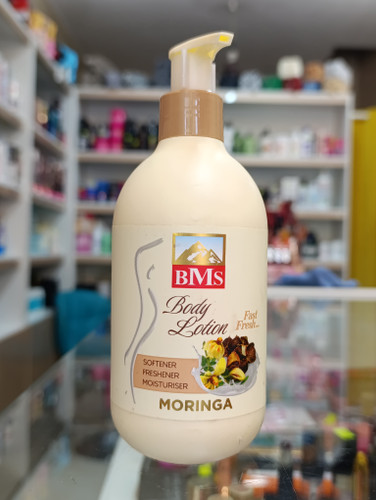 BMS
Body
Lotion
Fast
Fresh...
SOFTENER
FRESHENER
MOISTURISER
MORINGA